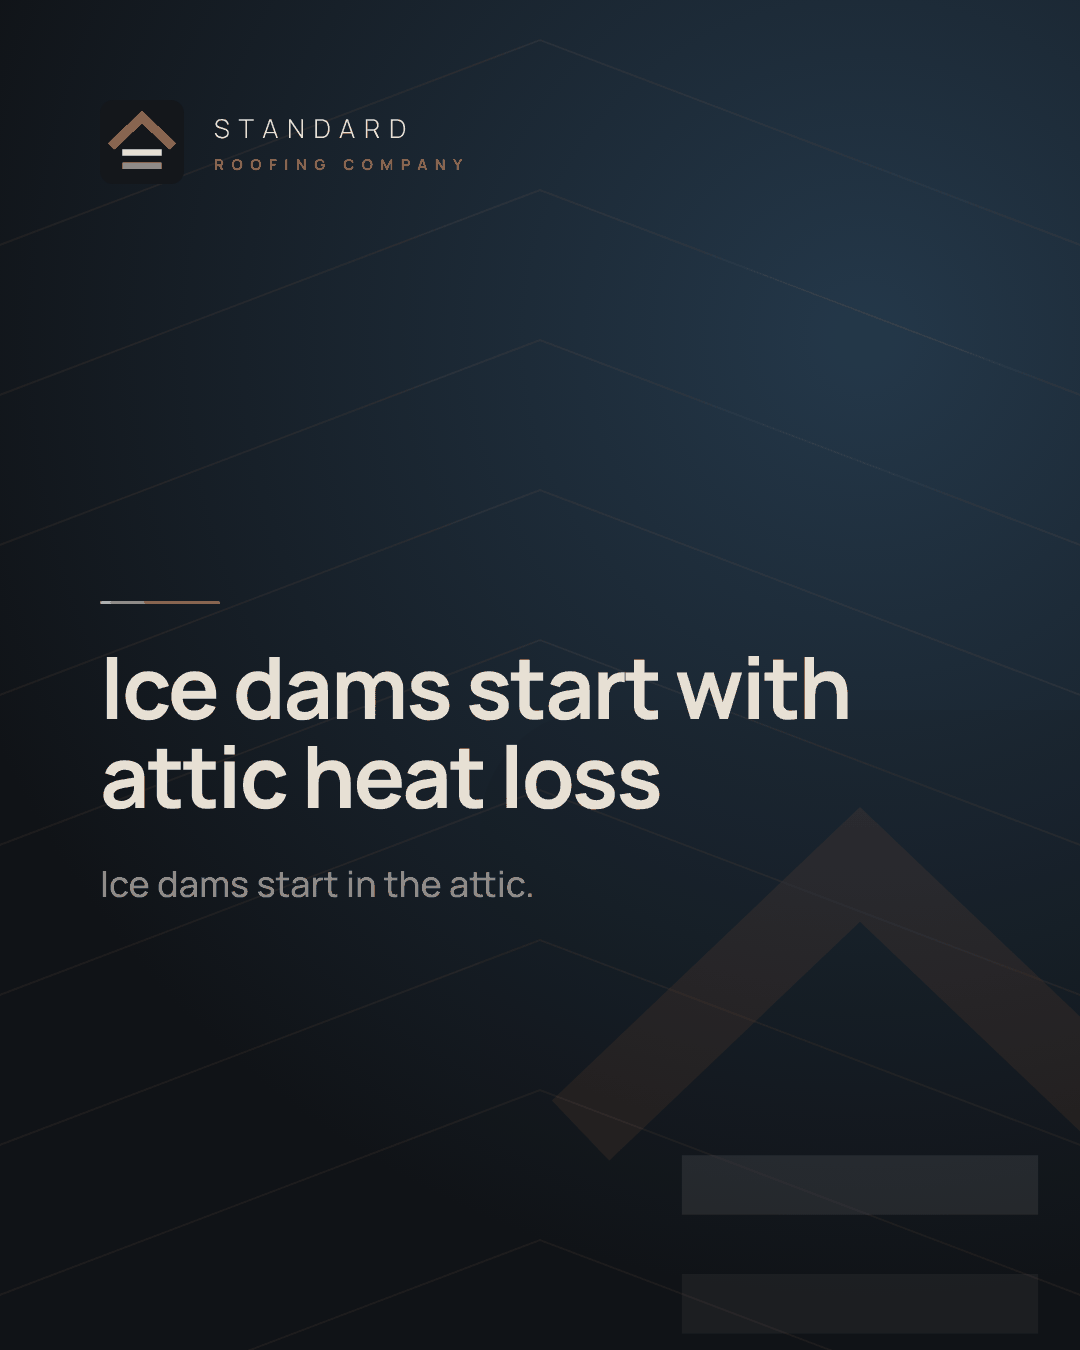 STANDARD
ROOFING COMPANY
Ice dams start with
attic heat loss
Ice dams start in the attic.